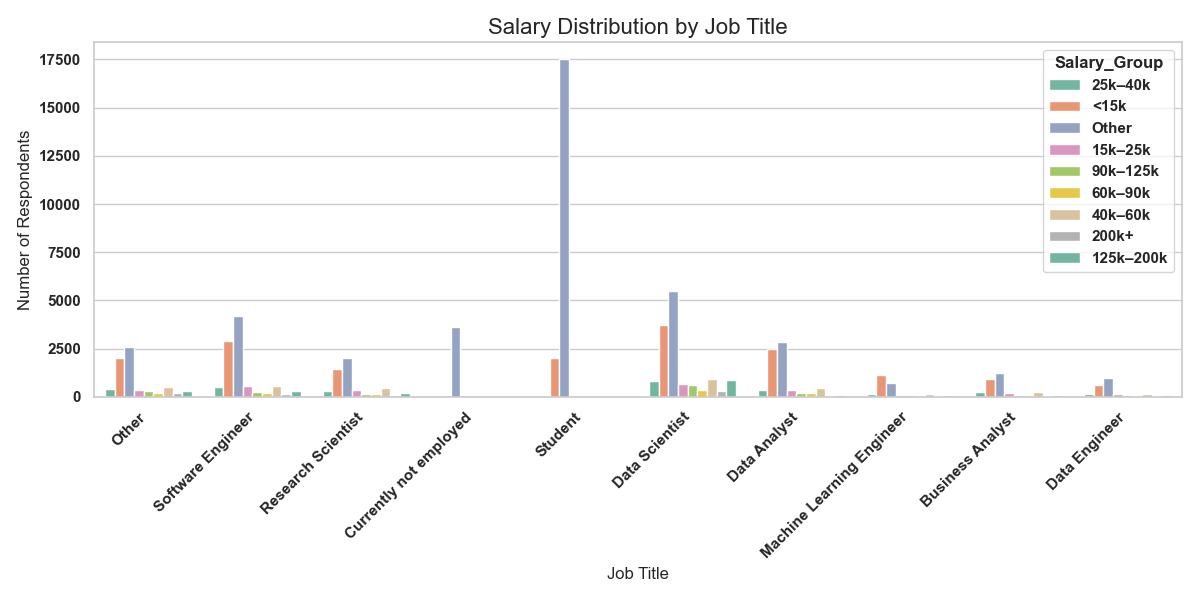 Salary Distribution by Job Title
Number of Respondents
17500
15000
12500
10000
7500
5000
2500
0
Salary_Group
25k–40k
<15k
Other
15k–25k
90k–125k
60k–90k
40k–60k
200k+
125k–200k
Other
Software Engineer
Research Scientist
Currently not employed
Student
Data Scientist
Data Analyst
Machine Learning Engineer
Business Analyst
Data Engineer
Job Title